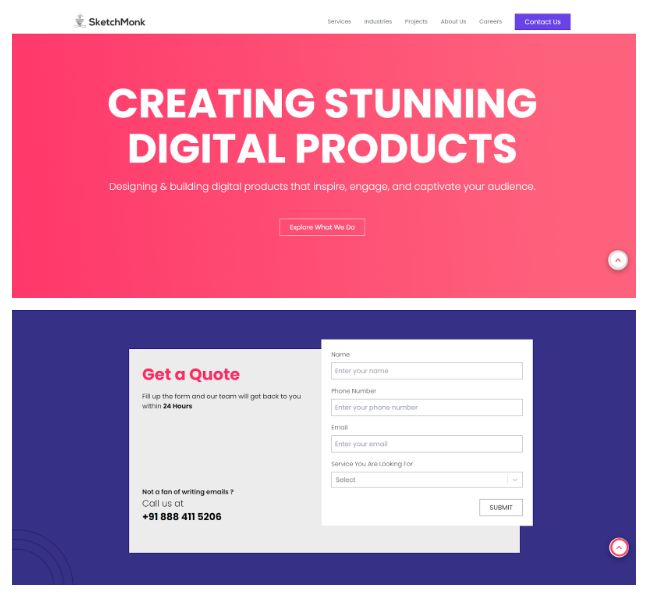 SketchMonk
Services Industries Projects About Us Careers Contact Us
CREATING STUNNING
DIGITAL PRODUCTS
Designing & building digital products that inspire, engage, and captivate your audience.
Explore What We Do
Get a Quote
Fill up the form and our team will get back to you
within 24 Hours
Not a fan of writing emails ?
Call us at
+91 888 411 5206
Name
Enter your name
Phone Number
Enter your phone number
Email
Enter your email
Service You Are Looking For
Select
SUBMIT